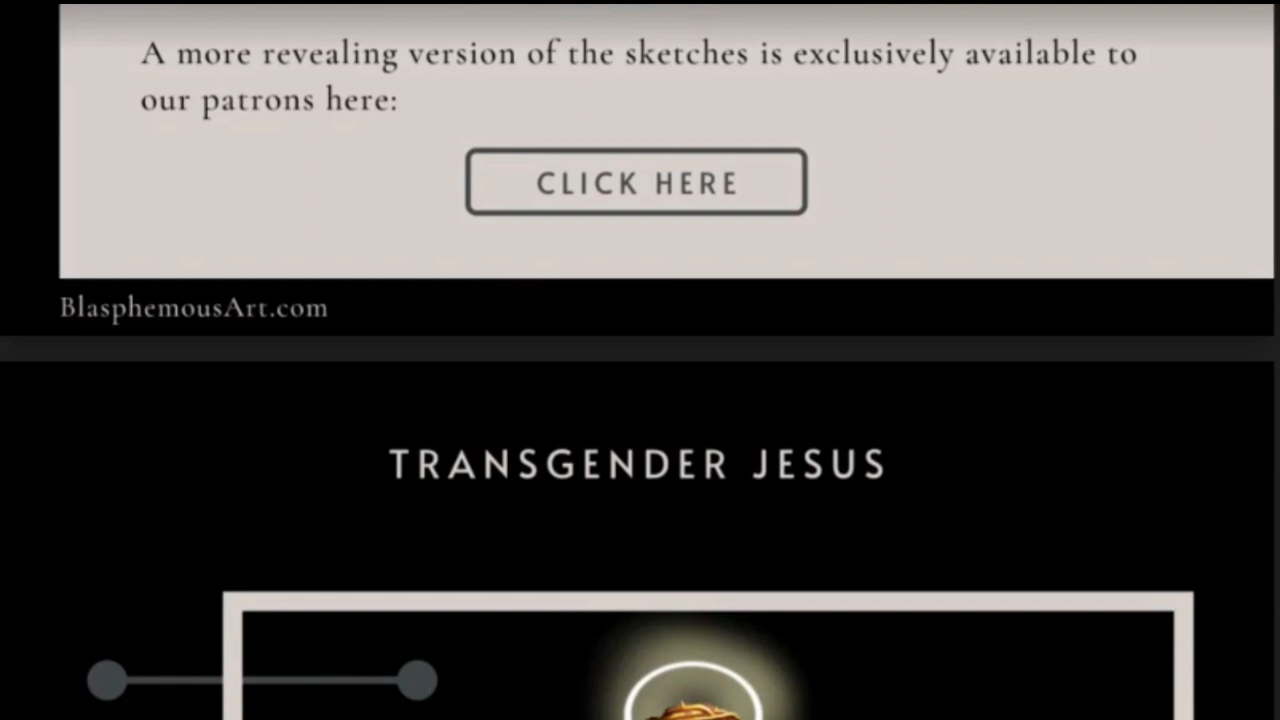 A more revealing version of the sketches is exclusively available to
our patrons here:
CLICK HERE
BlasphemousArt.com
TRANSGENDER JESUS